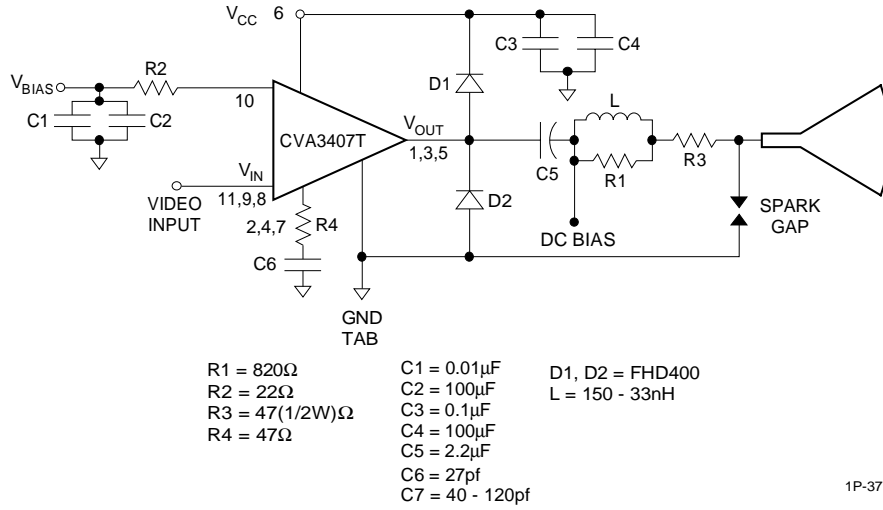 V_CC 6
C3
C4
R2
V_BIAS
D1
10
L
C1
C2
CVA3407T
V_OUT
1,3,5
V_IN
C5
R1
R3
VIDEO
INPUT
11,9,8
D2
SPARK
GAP
2,4,7
R4
DC BIAS
C6
GND
TAB
R1 = 820Ω
R2 = 22Ω
R3 = 47(1/2W)Ω
R4 = 47Ω
C1 = 0.01µF
C2 = 100µF
C3 = 0.1µF
C4 = 100µF
C5 = 2.2µF
C6 = 27pf
C7 = 40 - 120pf
D1, D2 = FHD400
L = 150 - 33nH
1P-37